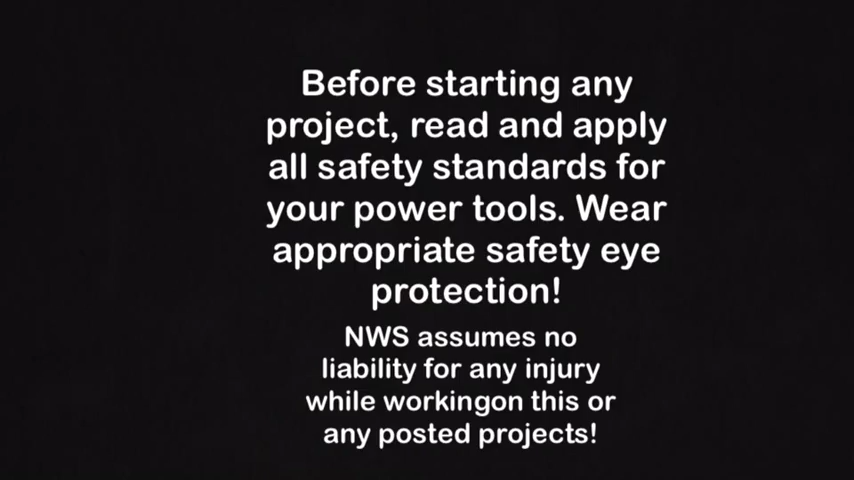 Before starting any
project, read and apply
all safety standards for
your power tools. Wear
appropriate safety eye
protection!
NWS assumes no
liability for any injury
while workingon this or
any posted projects!